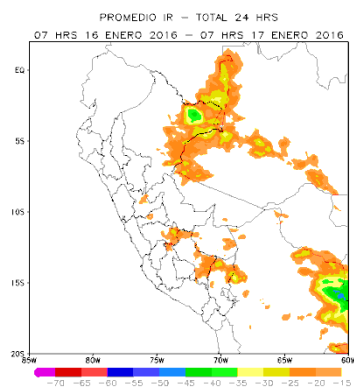 PROMEDIO IR - TOTAL 24 HRS
07 HRS 16 ENERO 2016 - 07 HRS 17 ENERO 2016
EQ
5S
10S
15S
20S
85W 80W 75W 70W 65W 60W
-70 -65 -60 -55 -50 -45 -40 -35 -30 -25 -20 -15